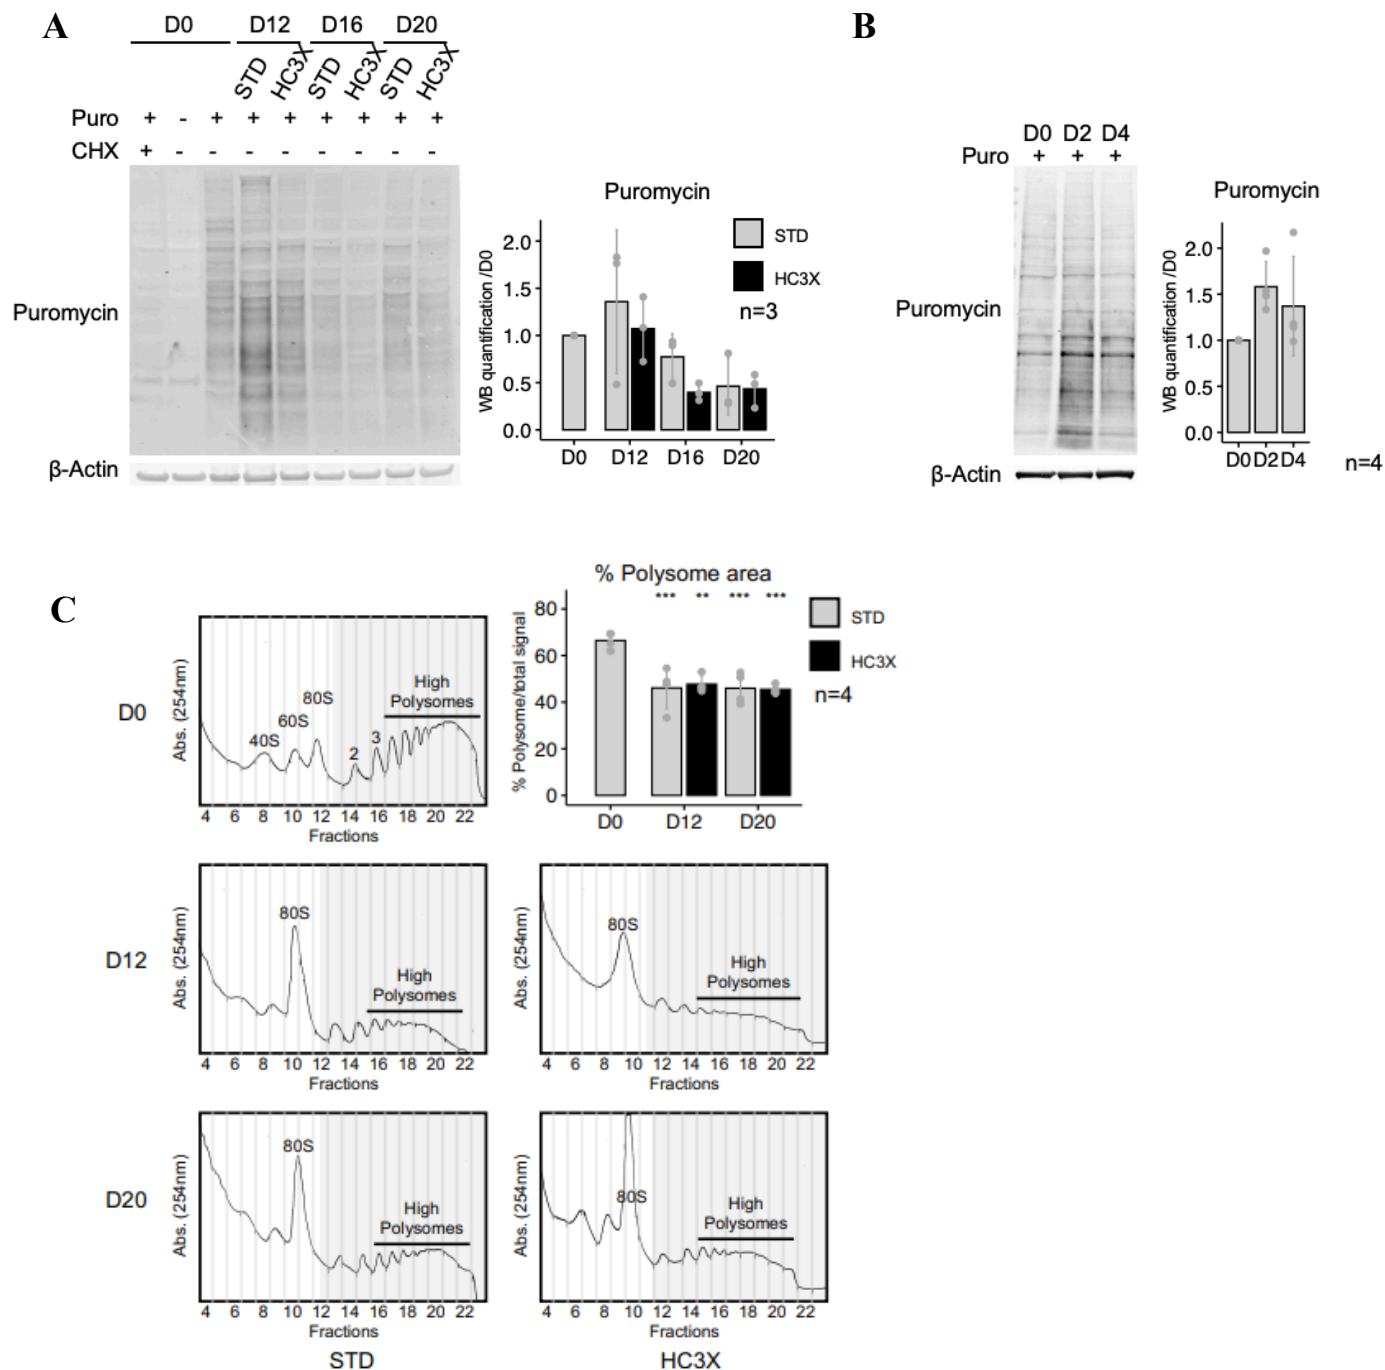 A
D0 D12 D16 D20
STD HC3X STD HC3X STD HC3X
Puro + - + + + + + + +
CHX + - - - - - - - -
Puromycin
β-Actin
Puromycin
WB quantification /D0
2.0
1.5
1.0
0.5
0.0
D0 D12 D16 D20
STD
HC3X
n=3
B
D0 D2 D4
Puro + + +
Puromycin
β-Actin
Puromycin
WB quantification /D0
2.0
1.5
1.0
0.5
0.0
D0 D2 D4
n=4
C
D0
Abs. (254nm)
40S 60S 80S 2 3
High
Polysomes
4 6 8 10 12 14 16 18 20 22
Fractions
% Polysome area
*** ** *** ***
% Polysome/total signal
80
60
40
20
0
D0 D12 D20
STD
HC3X
n=4
D12
Abs. (254nm)
80S
High
Polysomes
4 6 8 10 12 14 16 18 20 22
Fractions
Abs. (254nm)
80S
High
Polysomes
4 6 8 10 12 14 16 18 20 22
Fractions
D20
Abs. (254nm)
80S
High
Polysomes
4 6 8 10 12 14 16 18 20 22
Fractions
STD
Abs. (254nm)
80S
High
Polysomes
4 6 8 10 12 14 16 18 20 22
Fractions
HC3X